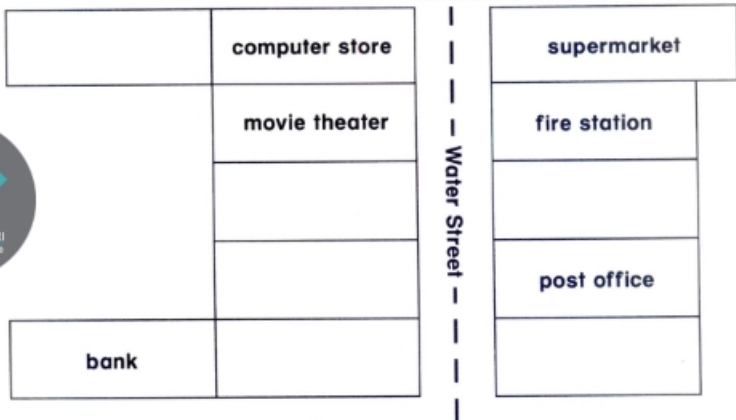 computer store
supermarket
movie theater
fire station
Water Street
post office
bank